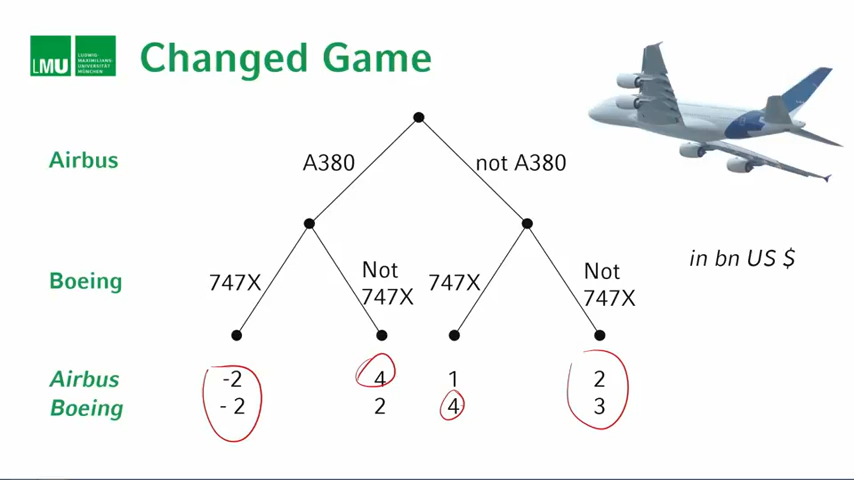 LMU
LUDWIG-
MAXIMILIANS-
UNIVERSITÄT
MÜNCHEN
Changed Game
Airbus
A380
not A380
Boeing
747X
Not
747X
747X
Not
747X
in bn US $
Airbus -2 4 1 2
Boeing - 2 2 4 3